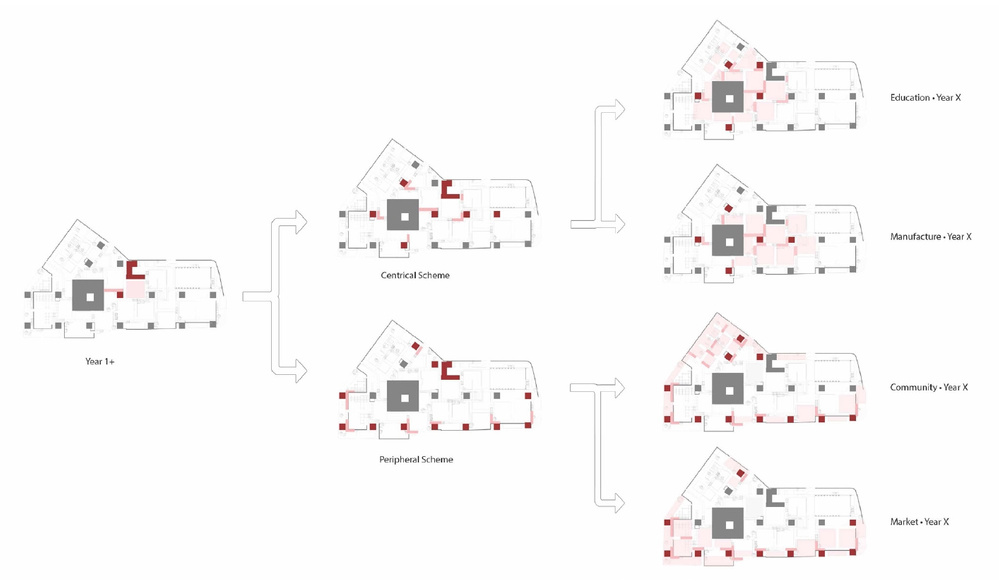 Education • Year X
Manufacture • Year X
Centrical Scheme
Year 1+
Community • Year X
Peripheral Scheme
Market • Year X